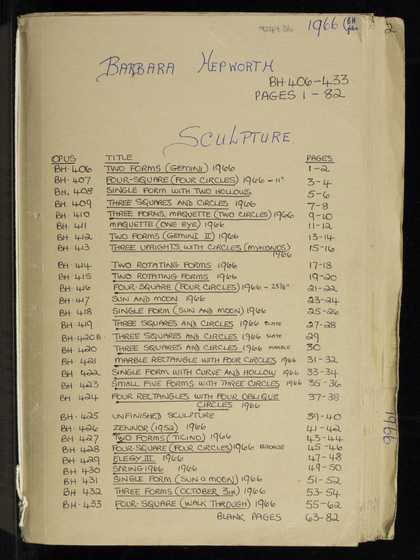 1966
BARBARA HEPWORTH
BH 406-433
PAGES 1-82
SCULPTURE
OPUS TITLE PAGES
BH·406 TWO FORMS (GEMINI) 1966 1-2
BH·407 FOUR-SQUARE (FOUR CIRCLES) 1966 -11" 3-4
BH.408 SINGLE FORM WITH TWO HOLLOWS 5-6
BH·409 THREE SQUARES AND CIRCLES 1966 7-8
BH·410 THREE FORMS, MAQUETTE (TWO CIRCLES) 1966 9-10
BH·411 MAQUETTE (ONE EYE) 1966 11-12
BH·412 TWO FORMS (GEMINI II) 1966 13-14
BH·413 THREE UPRIGHTS WITH CIRCLES (MYKONOS) 15-16
1966
BH·414 TWO FORMS 1966 17-18
BH·415 TWO ROTATING FORMS 1966 19-20
BH·416 FOUR-SQUARE (FOUR CIRCLES) 1966 - 23¾" 21-22
BH·417 SUN AND MOON 1966 23-24
BH·418 SINGLE FORM (SUN AND MOON) 1966 25-26
BH·419 THREE SQUARES AND CIRCLES 1966 SLATE 27-28
BH·420B THREE SQUARES AND CIRCLES 1966 SLATE 29
BH·420 THREE SQUARES AND CIRCLES 1966 MARBLE 30
BH·421 MARBLE RECTANGLE WITH FOUR CIRCLES 1966 31-32
BH·422 SINGLE FORM WITH CURVE AND HOLLOW 1966 33-34
BH·423 SMALL FIVE FORMS WITH THREE CIRCLES 1966 35-36
BH·424 FOUR RECTANGLES WITH FOUR OBLIQUE 37-38
CIRCLES 1966
BH·425 UNFINISHED SCULPTURE 39-40
BH·426 ZENNOR (1952) 1966 41-42
BH·427 TWO FORMS (TICINO) 1966 43-44
BH·428 FOUR-SQUARE (FOUR CIRCLES) 1966 BRONZE 45-46
BH·429 ELEGY III 1966 47-48
BH·430 SPRING 1966 1966 49-50
BH·431 SINGLE FORM (SUN & MOON) 1966 51-52
BH·432 THREE FORMS (OCTOBER 3RD) 1966 53-54
BH·433 FOUR-SQUARE (WALK THROUGH) 1966 55-62
BLANK PAGES 63-82
1966